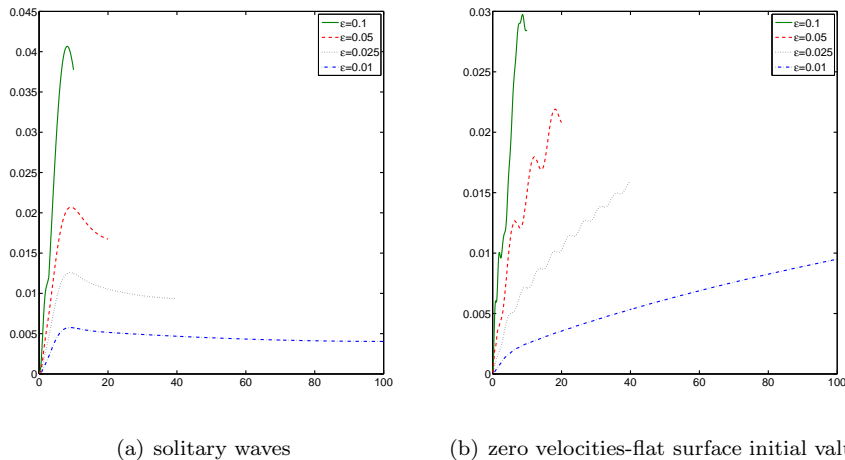 0.045
0.04
0.035
0.03
0.025
0.02
0.015
0.01
0.005
0
0 20 40 60 80 100
ε=0.1
ε=0.05
ε=0.025
ε=0.01
(a) solitary waves
0.03
0.025
0.02
0.015
0.01
0.005
0
0 20 40 60 80 100
ε=0.1
ε=0.05
ε=0.025
ε=0.01
(b) zero velocities-flat surface initial valu